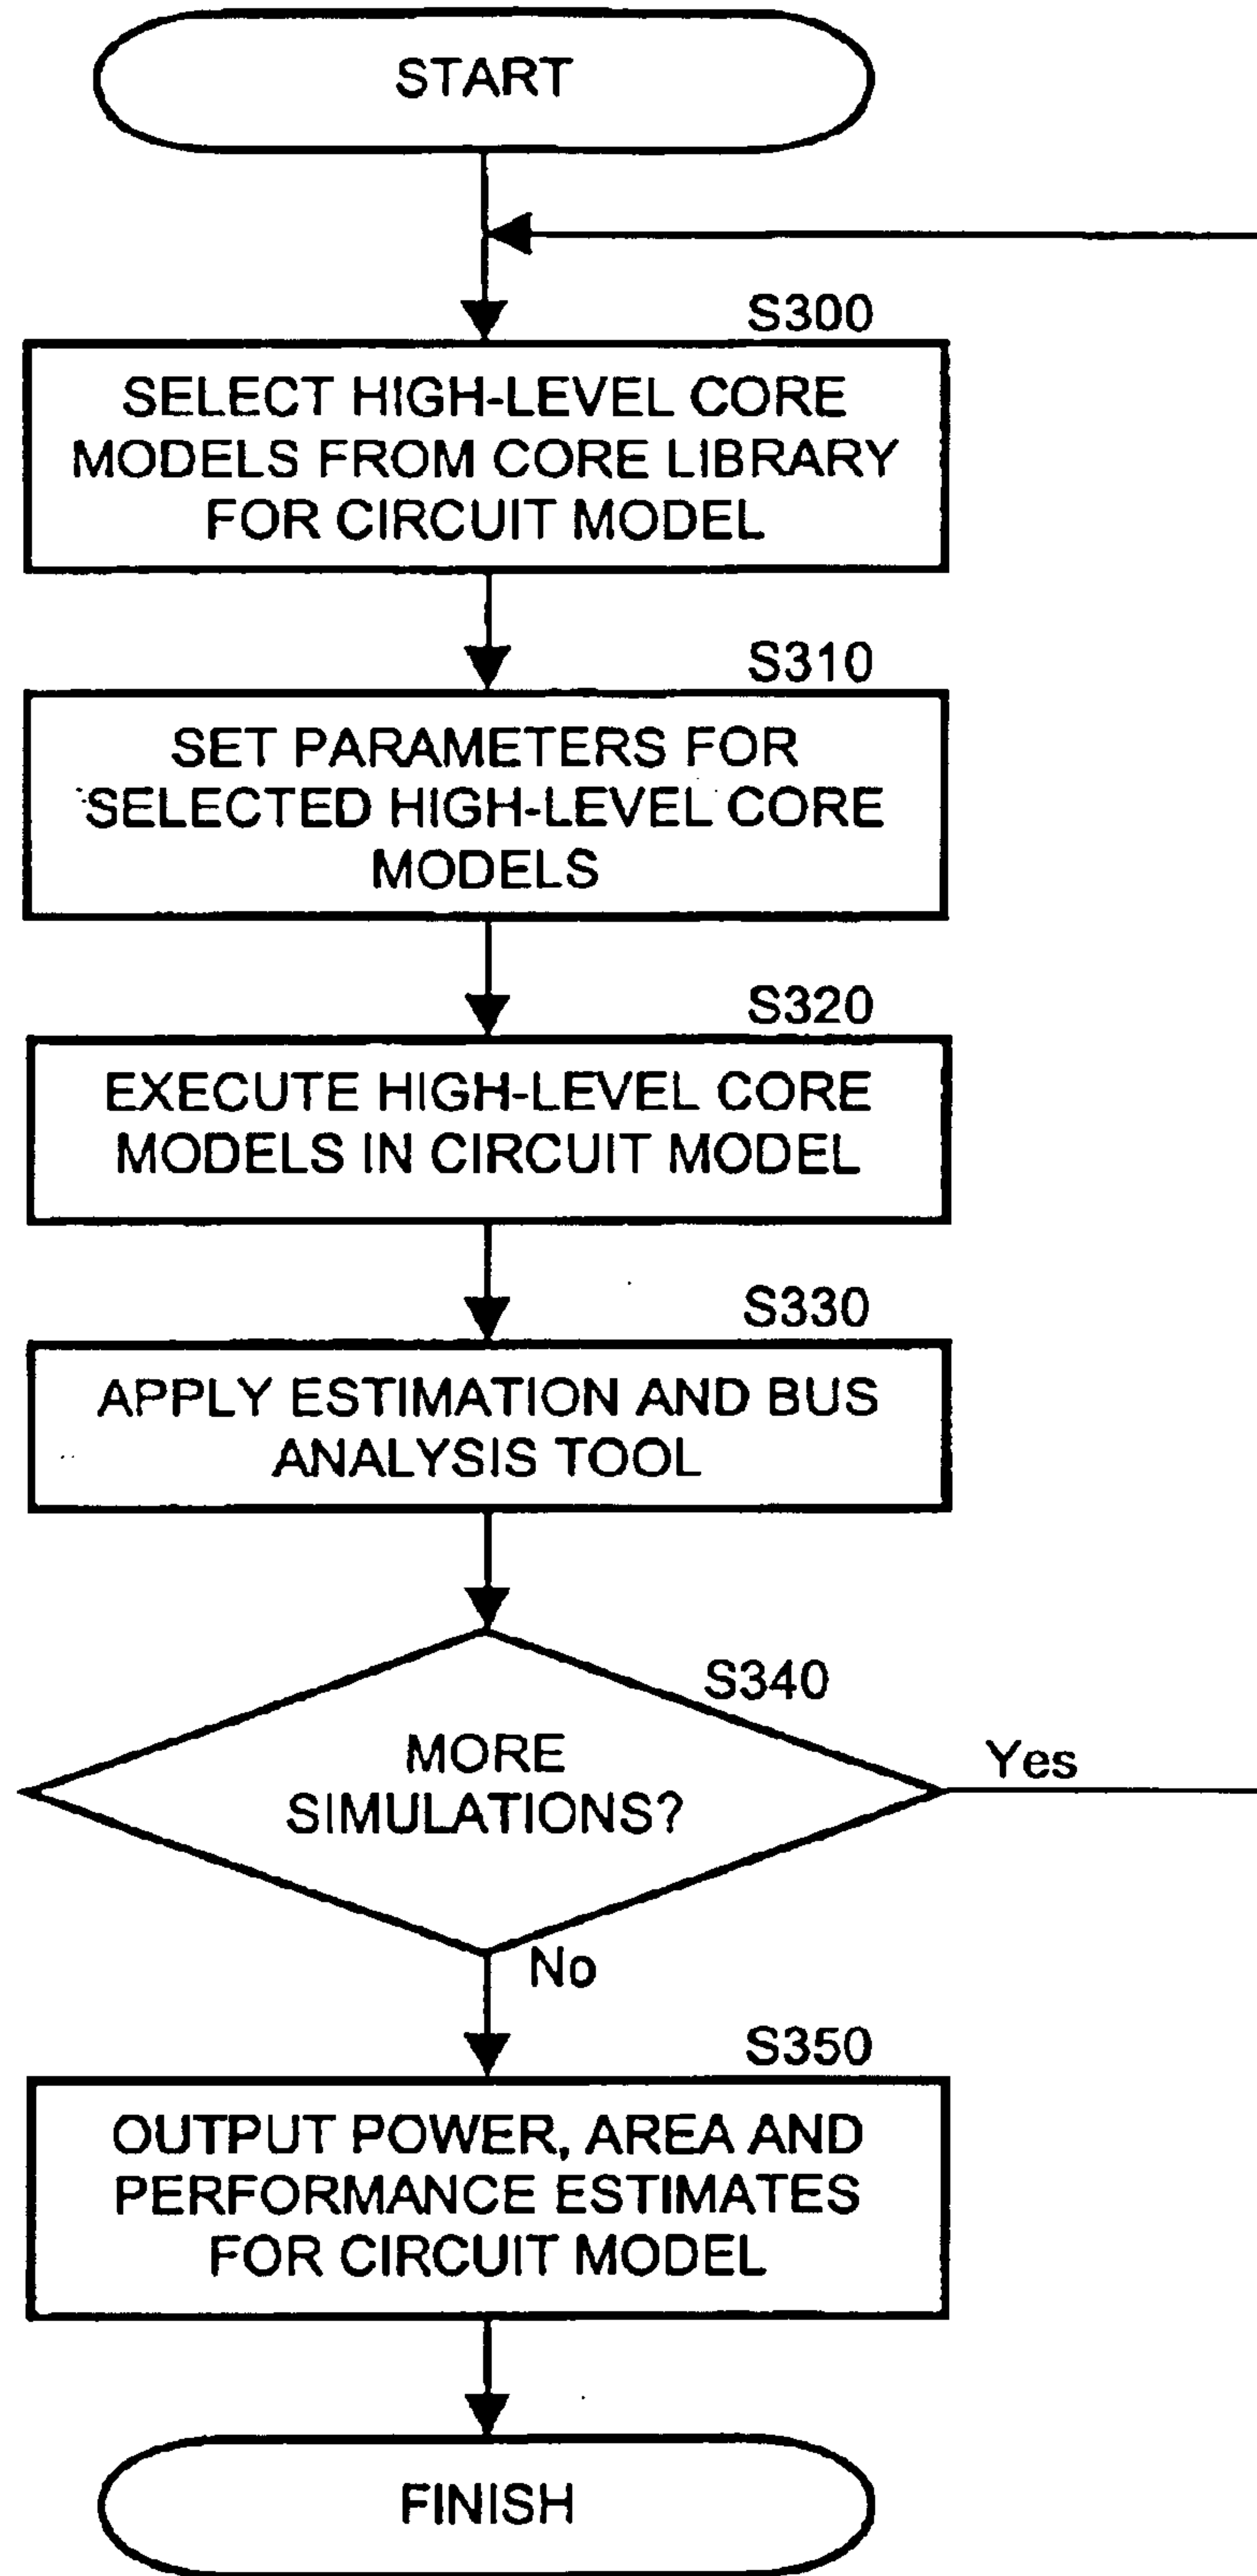 START
S300
SELECT HIGH-LEVEL CORE
MODELS FROM CORE LIBRARY
FOR CIRCUIT MODEL
S310
SET PARAMETERS FOR
SELECTED HIGH-LEVEL CORE
MODELS
S320
EXECUTE HIGH-LEVEL CORE
MODELS IN CIRCUIT MODEL
S330
APPLY ESTIMATION AND BUS
ANALYSIS TOOL
S340
MORE
SIMULATIONS?
Yes
No
S350
OUTPUT POWER, AREA AND
PERFORMANCE ESTIMATES
FOR CIRCUIT MODEL
FINISH